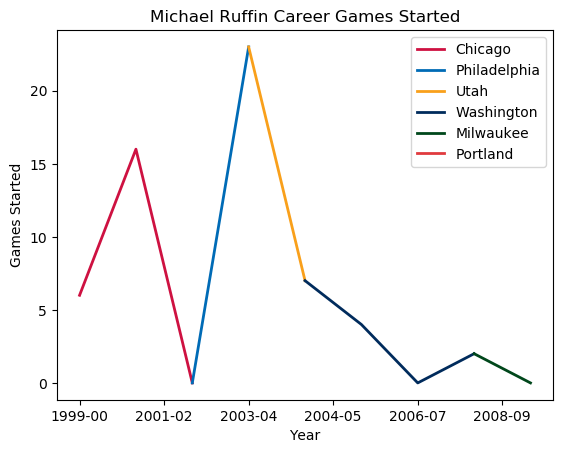 Michael Ruffin Career Games Started
Chicago
Philadelphia
Utah
Washington
Milwaukee
Portland
Games Started
20
15
10
5
0
1999-00 2001-02 2003-04 2004-05 2006-07 2008-09
Year